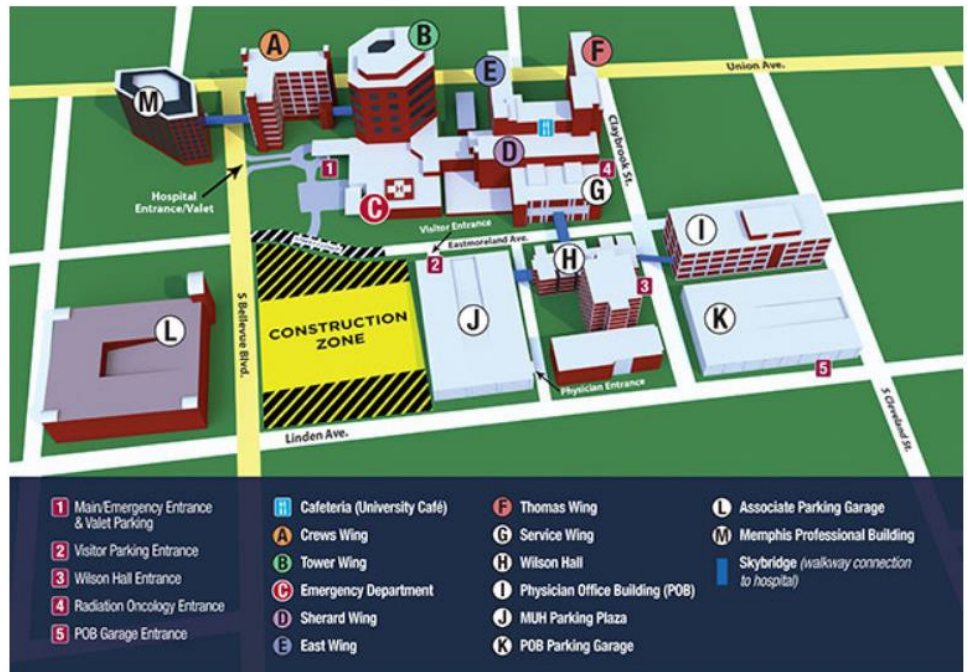 A
B
F
E
Union Ave.
M
D
Claybrook St.
1
4
Hospital
Entrance/Valet
H
G
C
Visitor Entrance
I
Eastmoreland Ave.
2
H
3
S Bellevue Blvd.
CONSTRUCTION
ZONE
L
J
K
Physician Entrance
5
S Cleveland St.
Linden Ave.
1 Main/Emergency Entrance
& Valet Parking
2 Visitor Parking Entrance
3 Wilson Hall Entrance
4 Radiation Oncology Entrance
5 POB Garage Entrance
Cafeteria (University Café)
A Crews Wing
B Tower Wing
C Emergency Department
D Sherard Wing
E East Wing
F Thomas Wing
G Service Wing
H Wilson Hall
I Physician Office Building (POB)
J MUH Parking Plaza
K POB Parking Garage
L Associate Parking Garage
M Memphis Professional Building
Skybridge (walkway connection
to hospital)